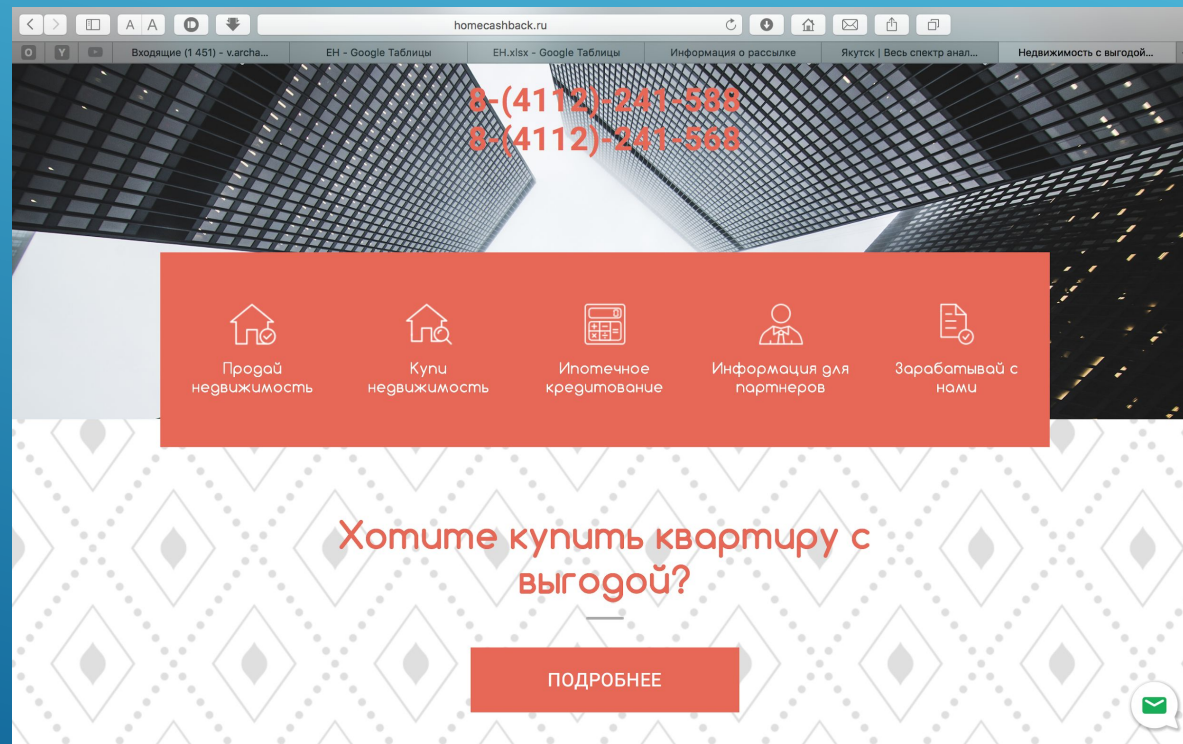 A A
homecashback.ru
O Y Входящие (1 451) - v.archa... EH - Google Таблицы EH.xlsx - Google Таблицы Информация о рассылке Якутск | Весь спектр анал... Недвижимость с выгодой...
8-(4112)-241-588
8-(4112)-241-568
Продай
недвижимость
Купи
недвижимость
Ипотечное
кредитование
Информация для
партнеров
Зарабатывай с
нами
Хотите купить квартиру с
выгодой?
ПОДРОБНЕЕ